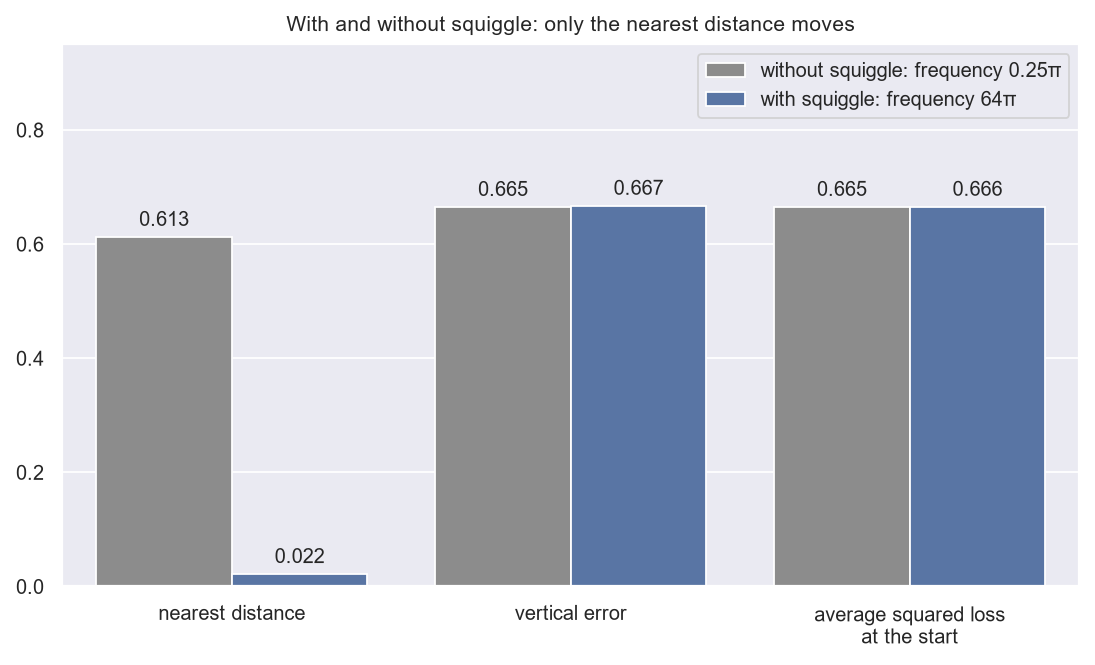 With and without squiggle: only the nearest distance moves
without squiggle: frequency 0.25π
with squiggle: frequency 64π
0.8
0.6
0.4
0.2
0.0
0.613
0.022
0.665
0.667
0.665
0.666
nearest distance
vertical error
average squared loss
at the start